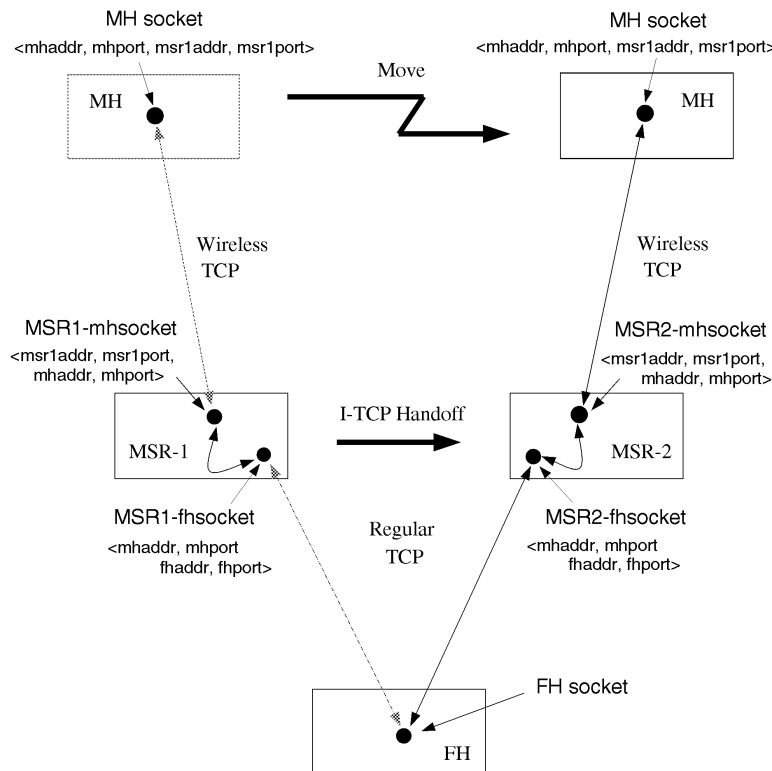 MH socket
<mhaddr, mhport, msr1addr, msr1port>
MH
Move
MH socket
<mhaddr, mhport, msr1addr, msr1port>
MH
Wireless
TCP
Wireless
TCP
MSR1-mhsocket
<msr1addr, msr1port,
mhaddr, mhport>
MSR2-mhsocket
<msr1addr, msr1port,
mhaddr, mhport>
I-TCP Handoff
MSR-1
MSR-2
MSR1-fhsocket
<mhaddr, mhport
fhaddr, fhport>
Regular
TCP
MSR2-fhsocket
<mhaddr, mhport
fhaddr, fhport>
FH socket
FH